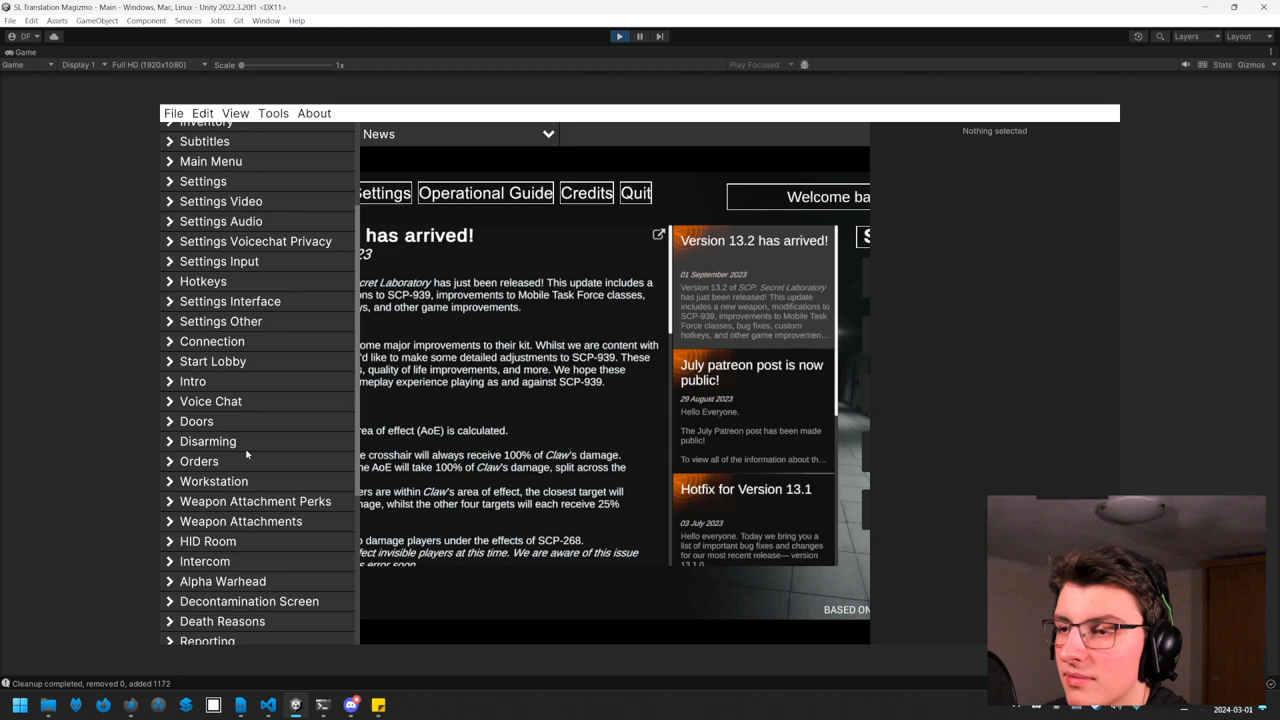 SL Translation Magizmo - Main - Windows, Mac, Linux - Unity 2022.3.20f1 <DX11>
File Edit Assets GameObject Component Services Jobs Git Window Help
DF Layers Layout
Game
Game Display 1 Full HD (1920x1080) Scale 1x Play Focused Stats Gizmos
File Edit View Tools About
Inventory
Subtitles
Main Menu
Settings
Settings Video
Settings Audio
Settings Voicechat Privacy
Settings Input
Hotkeys
Settings Interface
Settings Other
Connection
Start Lobby
Intro
Voice Chat
Doors
Disarming
Orders
Workstation
Weapon Attachment Perks
Weapon Attachments
HID Room
Intercom
Alpha Warhead
Decontamination Screen
Death Reasons
Reporting
News
Settings Operational Guide Credits Quit
Welcome ba
has arrived!
23
cret Laboratory has just been released! This update includes a
ns to SCP-939, improvements to Mobile Task Force classes,
ys, and other game improvements.
ome major improvements to their kit. Whilst we are content with
'd like to make some detailed adjustments to SCP-939. These
, quality of life improvements, and more. We hope these
meplay experience playing as and against SCP-939.
rea of effect (AoE) is calculated.
e crosshair will always receive 100% of Claw's damage.
he AoE will take 100% of Claw's damage, split across the
ers are within Claw's area of effect, the closest target will
mage, whilst the other four targets will each receive 25%
o damage players under the effects of SCP-268.
fect invisible players at this time. We are aware of this issue
s error soon.
Version 13.2 has arrived!
01 September 2023
Version 13.2 of SCP: Secret Laboratory
has just been released! This update
includes a new weapon, modifications to
SCP-939, improvements to Mobile Task
Force classes, bug fixes, custom
hotkeys, and other game improvemen...
July patreon post is now
public!
29 August 2023
Hello Everyone.
The July Patreon post has been made
public!
To view all of the information about th...
Hotfix for Version 13.1
03 July 2023
Hello everyone. Today we bring you a
list of important bug fixes and changes
for our most recent release— version
13.1.0.
S
BASED ON
Nothing selected
Cleanup completed, removed 0, added 1172
2024-03-01